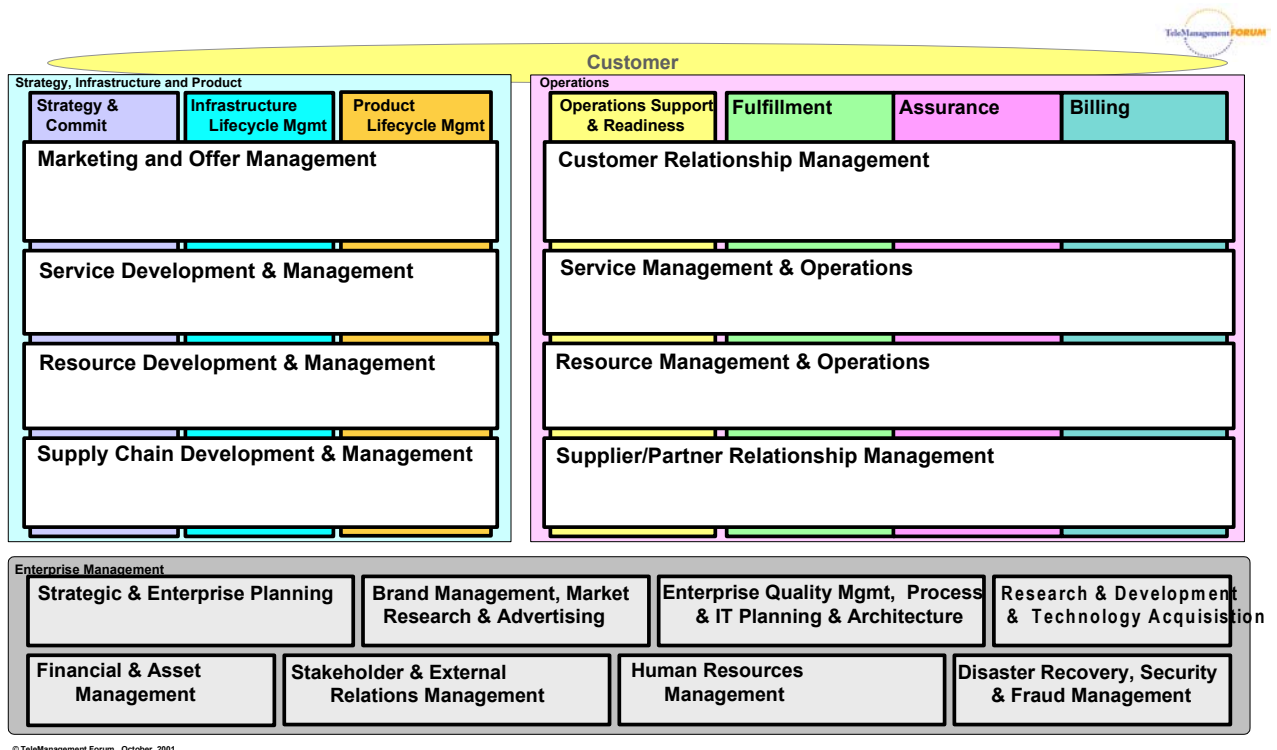 TeleManagement FORUM
Customer
Strategy, Infrastructure and Product
Strategy &
Commit
Infrastructure
Lifecycle Mgmt
Product
Lifecycle Mgmt
Marketing and Offer Management
Service Development & Management
Resource Development & Management
Supply Chain Development & Management
Operations
Operations Support
& Readiness
Fulfillment
Assurance
Billing
Customer Relationship Management
Service Management & Operations
Resource Management & Operations
Supplier/Partner Relationship Management
Enterprise Management
Strategic & Enterprise Planning
Brand Management, Market
Research & Advertising
Enterprise Quality Mgmt, Process
& IT Planning & Architecture
Research & Development
& Technology Acquisistion
Financial & Asset
Management
Stakeholder & External
Relations Management
Human Resources
Management
Disaster Recovery, Security
& Fraud Management
© TeleManagement Forum October, 2001